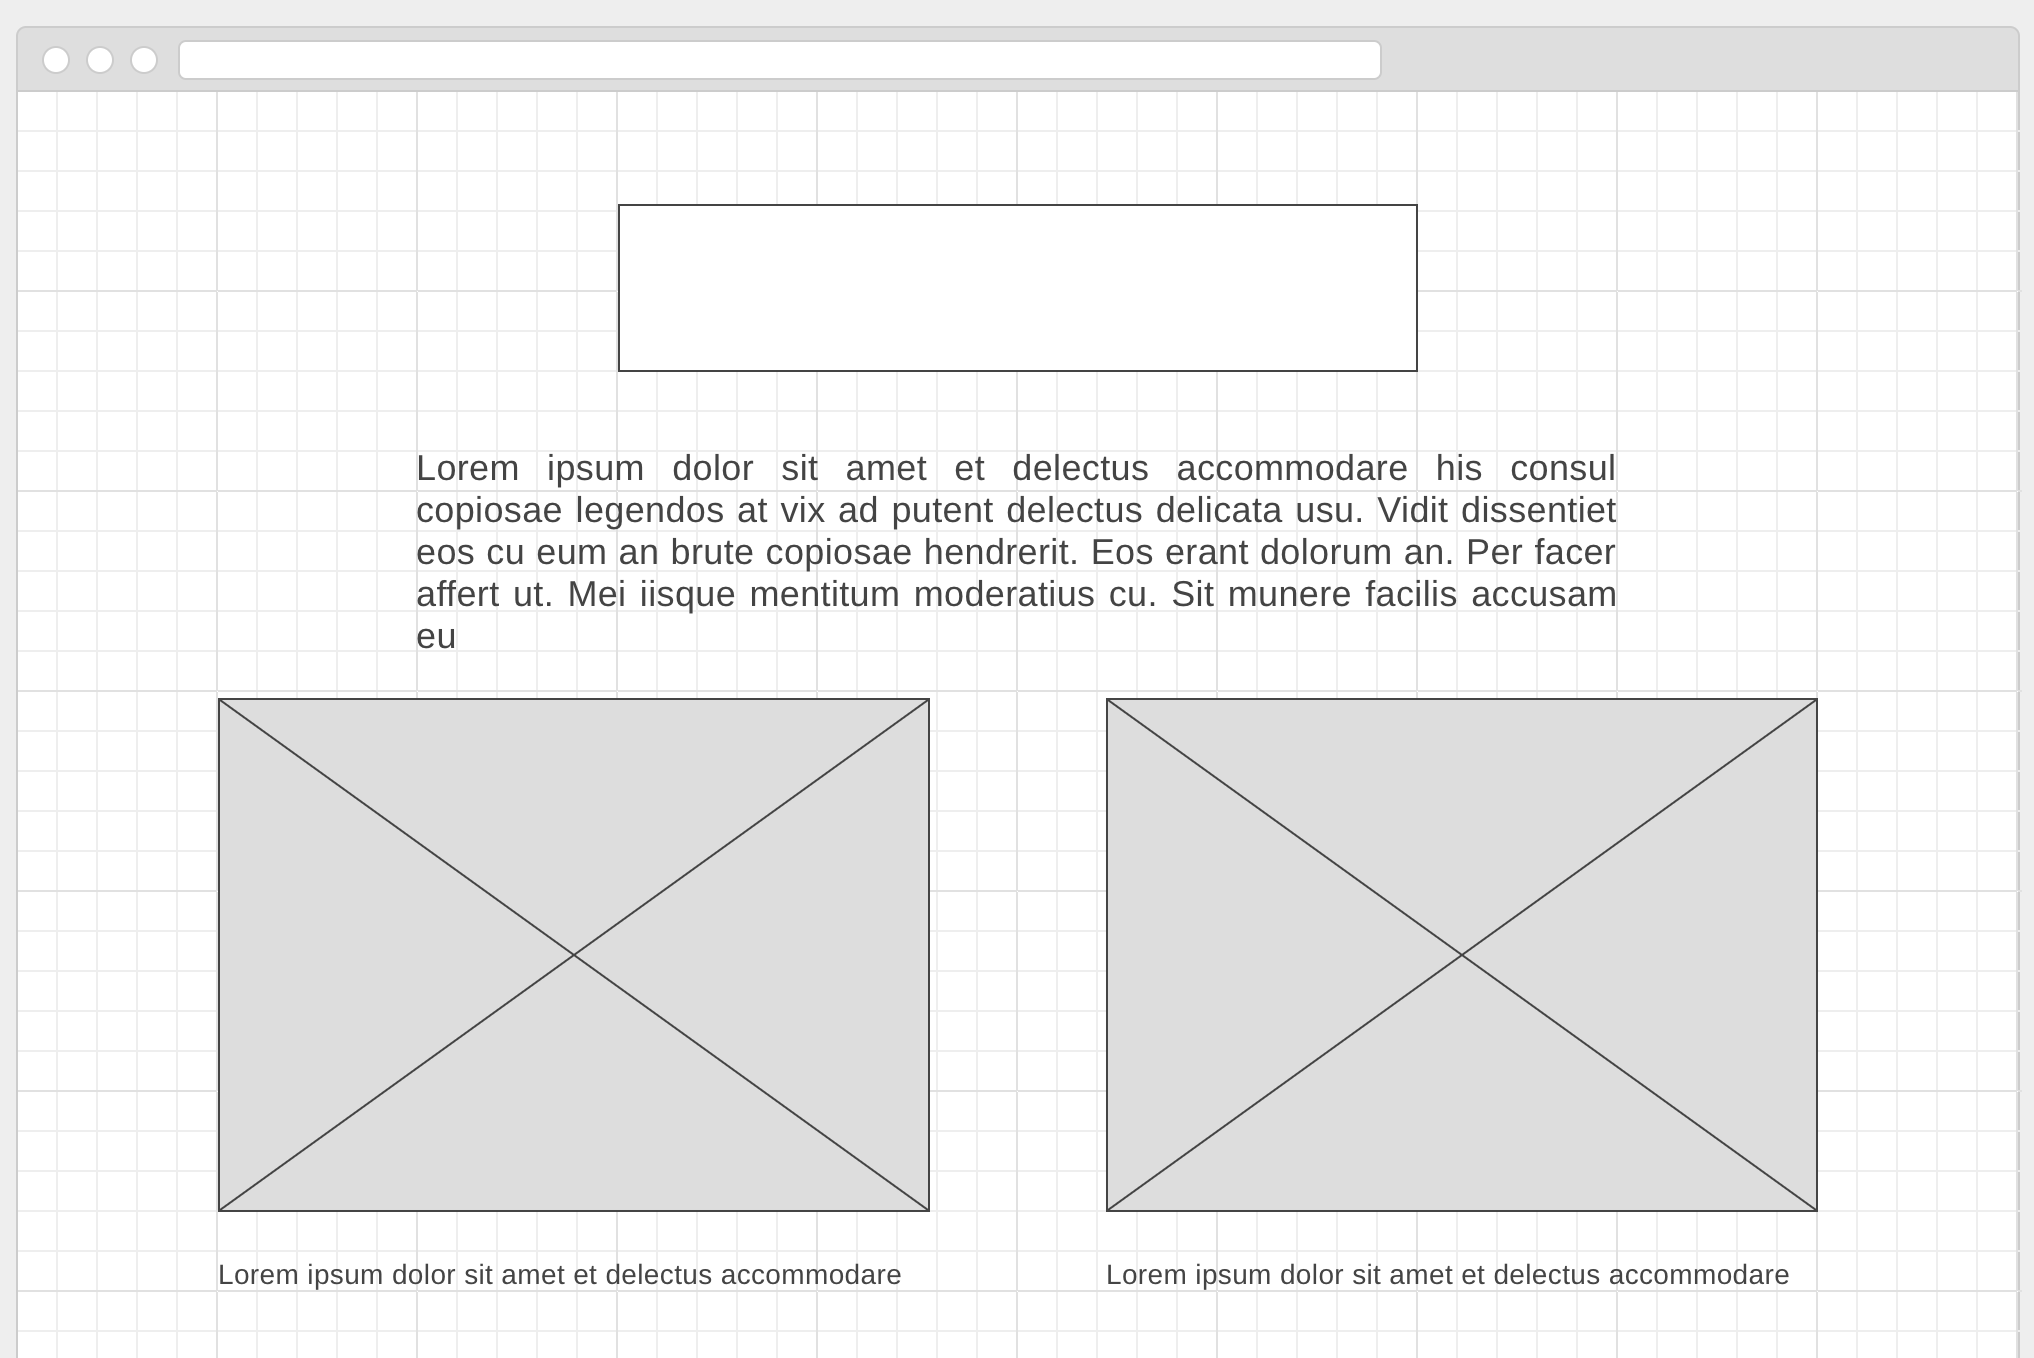 Lorem ipsum dolor sit amet et delectus accommodare his consul
copiosae legendos at vix ad putent delectus delicata usu. Vidit dissentiet
eos cu eum an brute copiosae hendrerit. Eos erant dolorum an. Per facer
affert ut. Mei iisque mentitum moderatius cu. Sit munere facilis accusam
eu
Lorem ipsum dolor sit amet et delectus accommodare
Lorem ipsum dolor sit amet et delectus accommodare